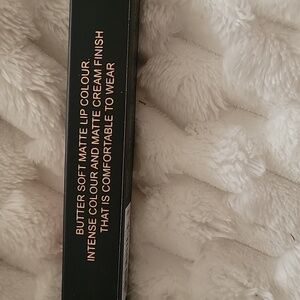 BUTTER SOFT MATTE LIP COLOUR.
INTENSE COLOUR AND MATTE CREAM FINISH
THAT IS COMFORTABLE TO WEAR